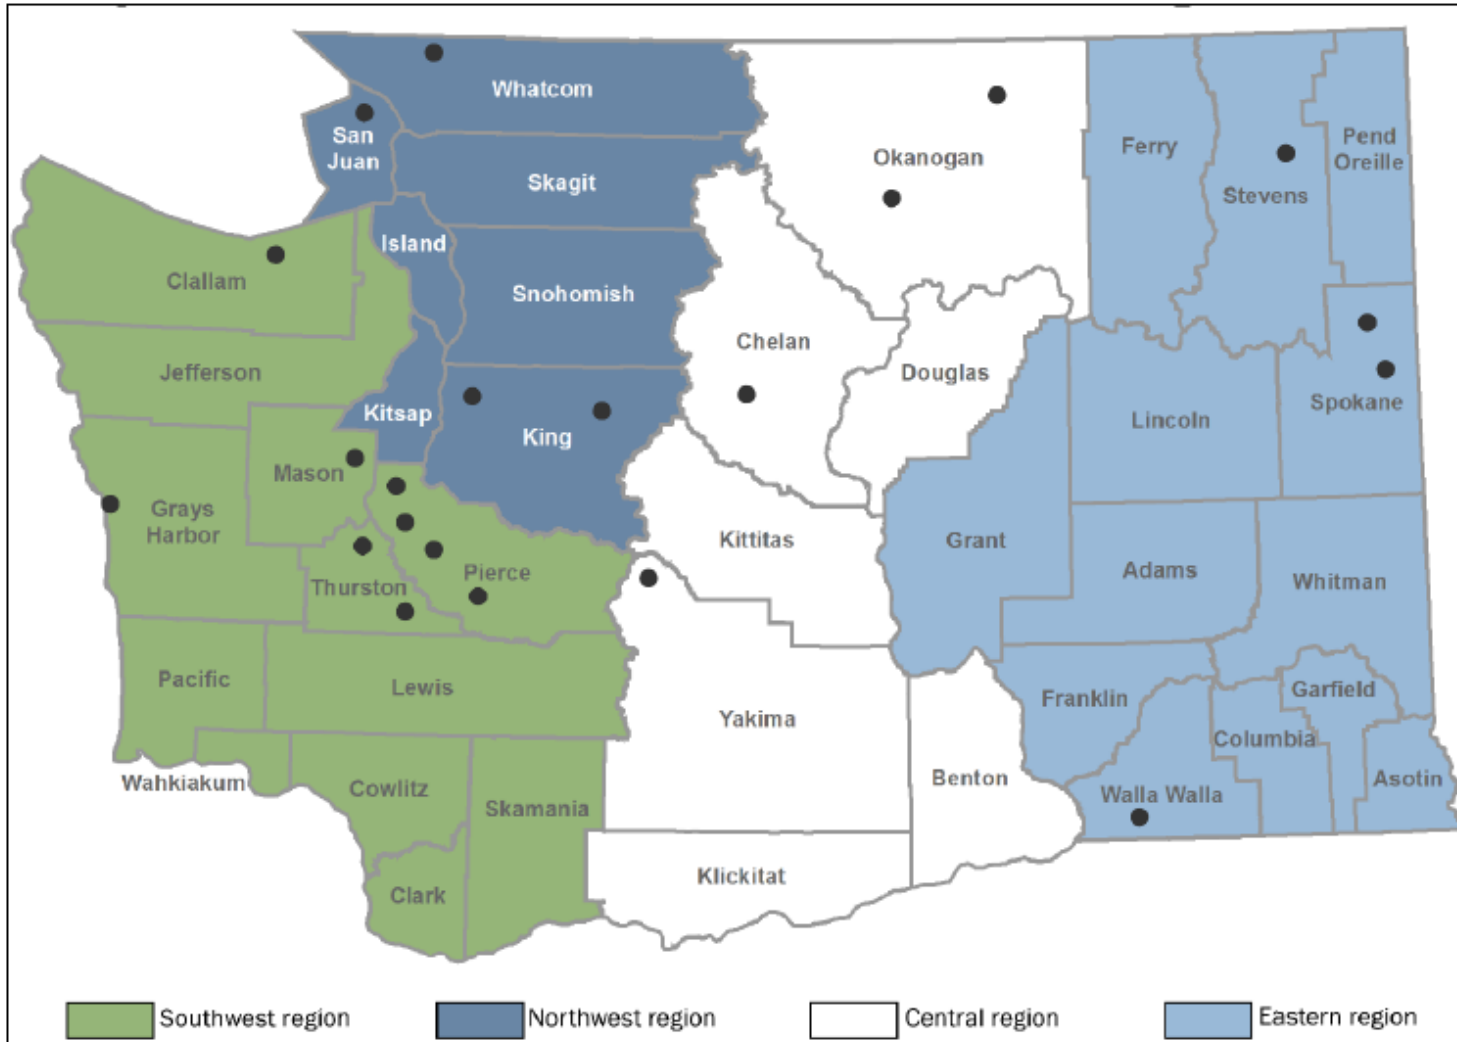 Whatcom
San
Juan
Skagit
Island
Snohomish
Kitsap
King
Clallam
Jefferson
Mason
Grays
Harbor
Thurston
Pierce
Pacific
Lewis
Wahkiakum
Cowlitz
Skamania
Clark
Okanogan
Chelan
Douglas
Kittitas
Yakima
Benton
Klickitat
Ferry
Stevens
Pend
Oreille
Lincoln
Spokane
Grant
Adams
Whitman
Franklin
Garfield
Columbia
Walla Walla
Asotin
Southwest region
Northwest region
Central region
Eastern region